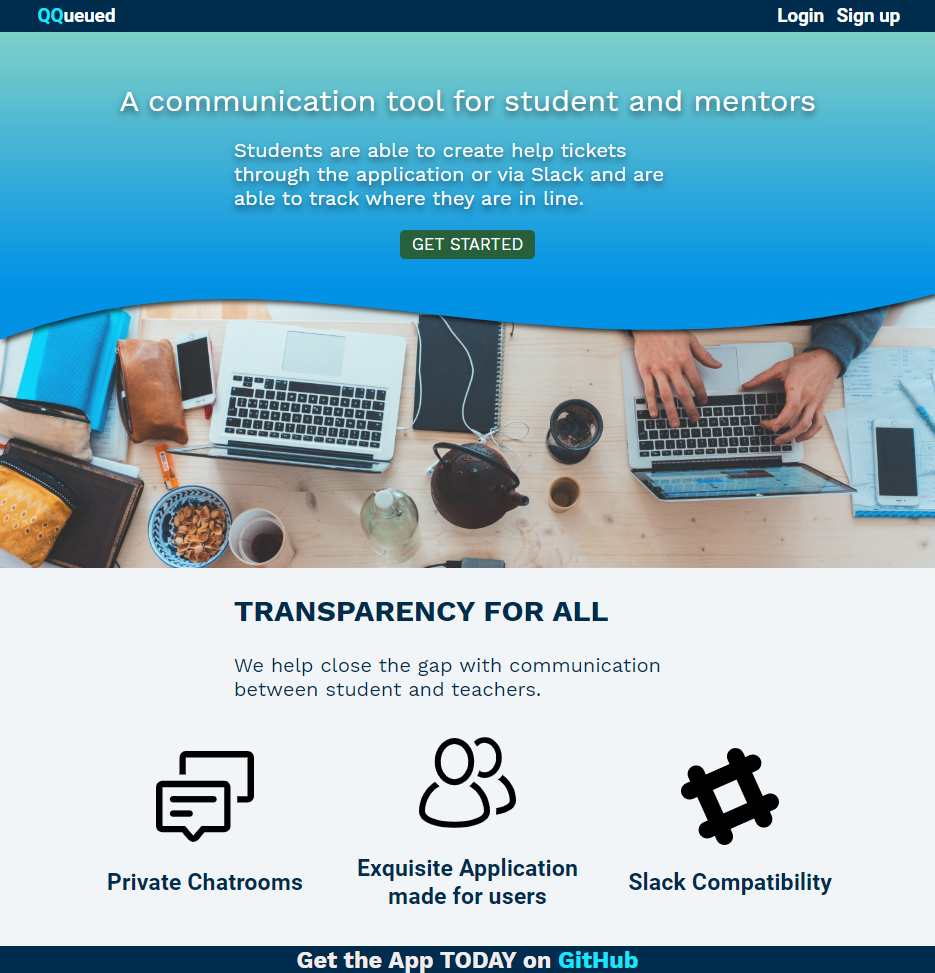 QQueued Login Sign up
A communication tool for student and mentors
Students are able to create help tickets
through the application or via Slack and are
able to track where they are in line.
GET STARTED
TRANSPARENCY FOR ALL
We help close the gap with communication
between student and teachers.
Private Chatrooms
Exquisite Application
made for users
Slack Compatibility
Get the App TODAY on GitHub